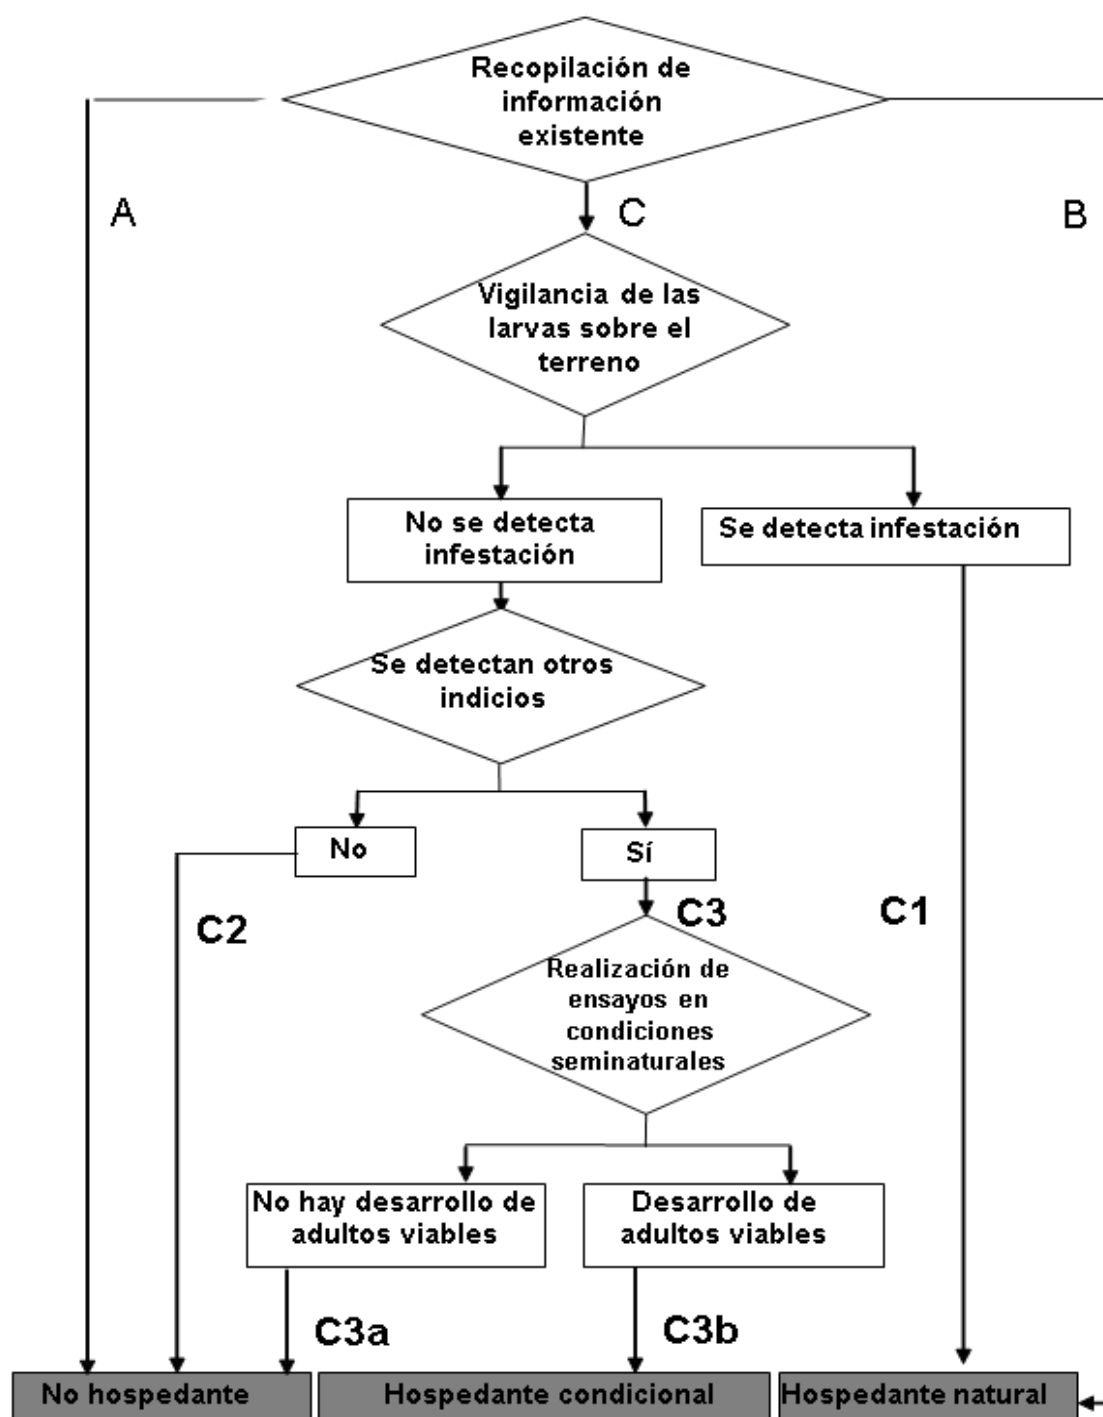 Recopilación de
información
existente
A
C
B
Vigilancia de las
larvas sobre el
terreno
No se detecta
infestación
Se detecta infestación
Se detectan otros
indicios
No
Sí
C2
C3
C1
Realización de
ensayos en
condiciones
seminaturales
No hay desarrollo de
adultos viables
Desarrollo de
adultos viables
C3a
C3b
No hospedante
Hospedante condicional
Hospedante natural